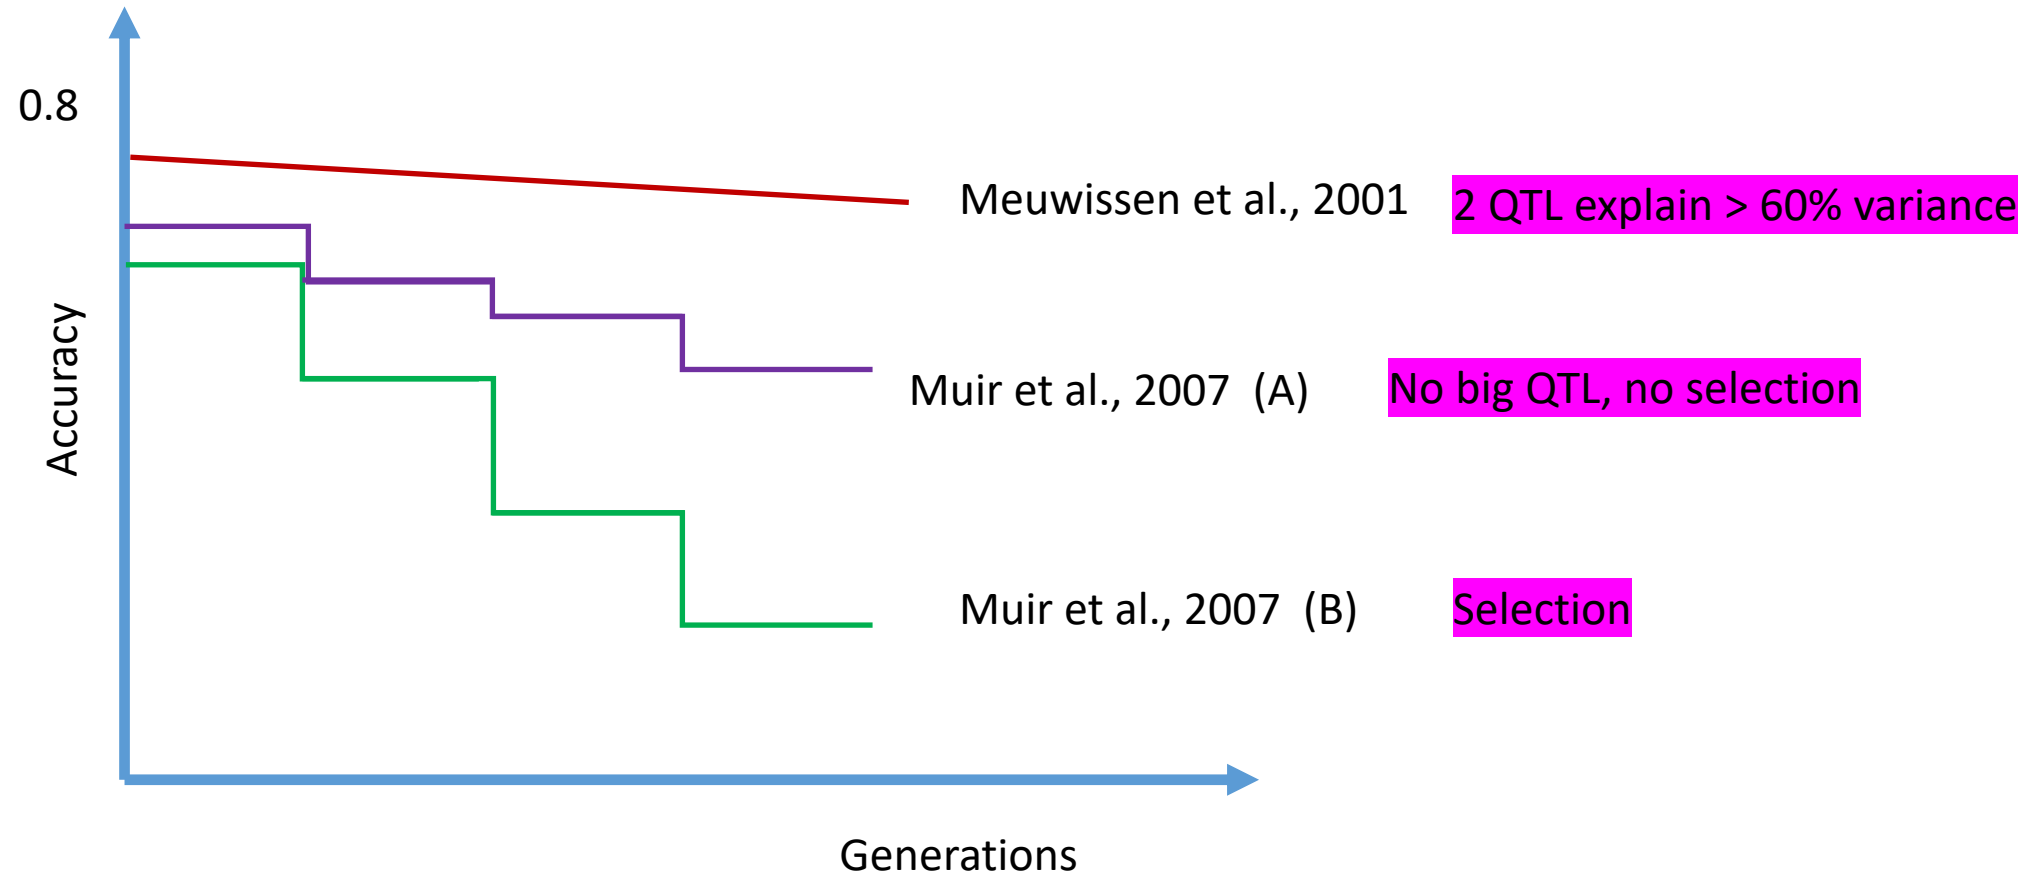 0.8
Accuracy
Meuwissen et al., 2001 2 QTL explain > 60% variance
Muir et al., 2007 (A) No big QTL, no selection
Muir et al., 2007 (B) Selection
Generations